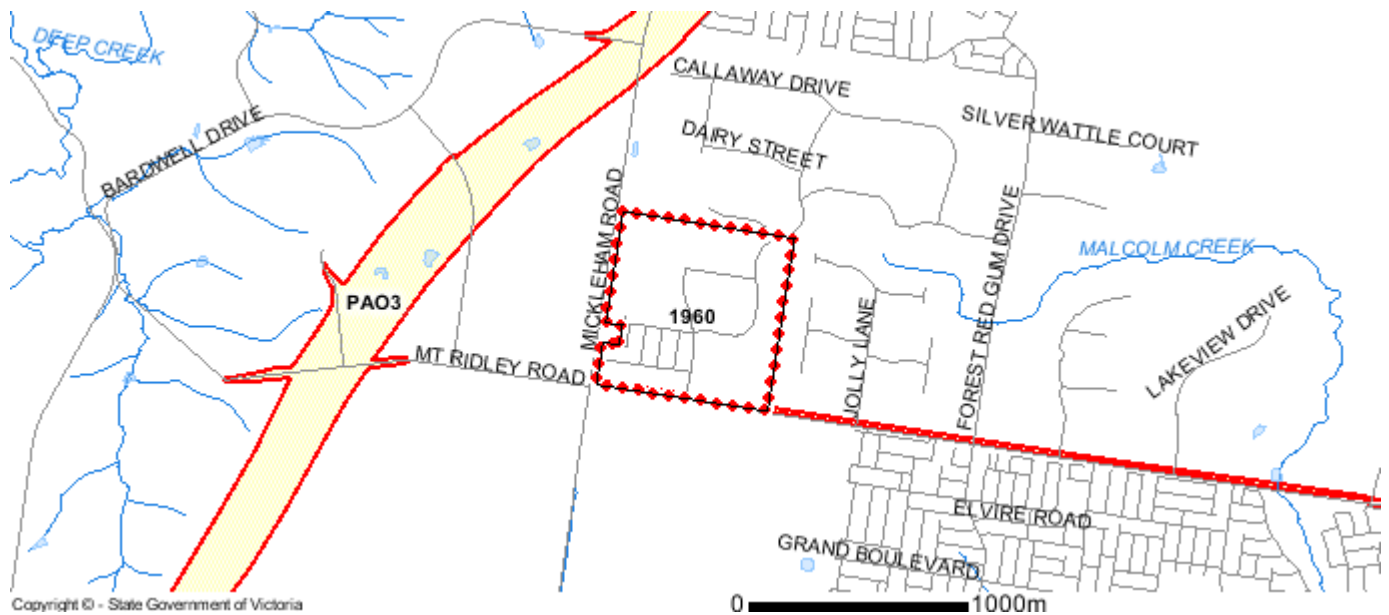 DEEP CREEK
CALLAWAY DRIVE
SILVER WATTLE COURT
DAIRY STREET
BARDWELL DRIVE
MICKLEHAM ROAD
FOREST RED GUM DRIVE
MALCOLM CREEK
PAO3
1960
JOLLY LANE
LAKEVIEW DRIVE
MT RIDLEY ROAD
ELVIRE ROAD
GRAND BOULEVARD
Copyright © - State Government of Victoria
0 1000m